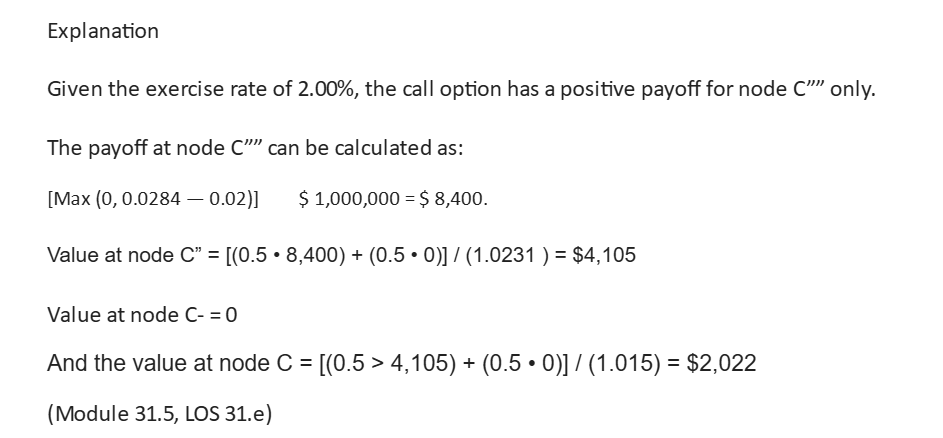 Explanation
Given the exercise rate of 2.00%, the call option has a positive payoff for node C”” only.
The payoff at node C”” can be calculated as:
[Max (0, 0.0284 — 0.02)] $ 1,000,000 = $ 8,400.
Value at node C” = [(0.5 • 8,400) + (0.5 • 0)] / (1.0231 ) = $4,105
Value at node C- = 0
And the value at node C = [(0.5 > 4,105) + (0.5 • 0)] / (1.015) = $2,022
(Module 31.5, LOS 31.e)